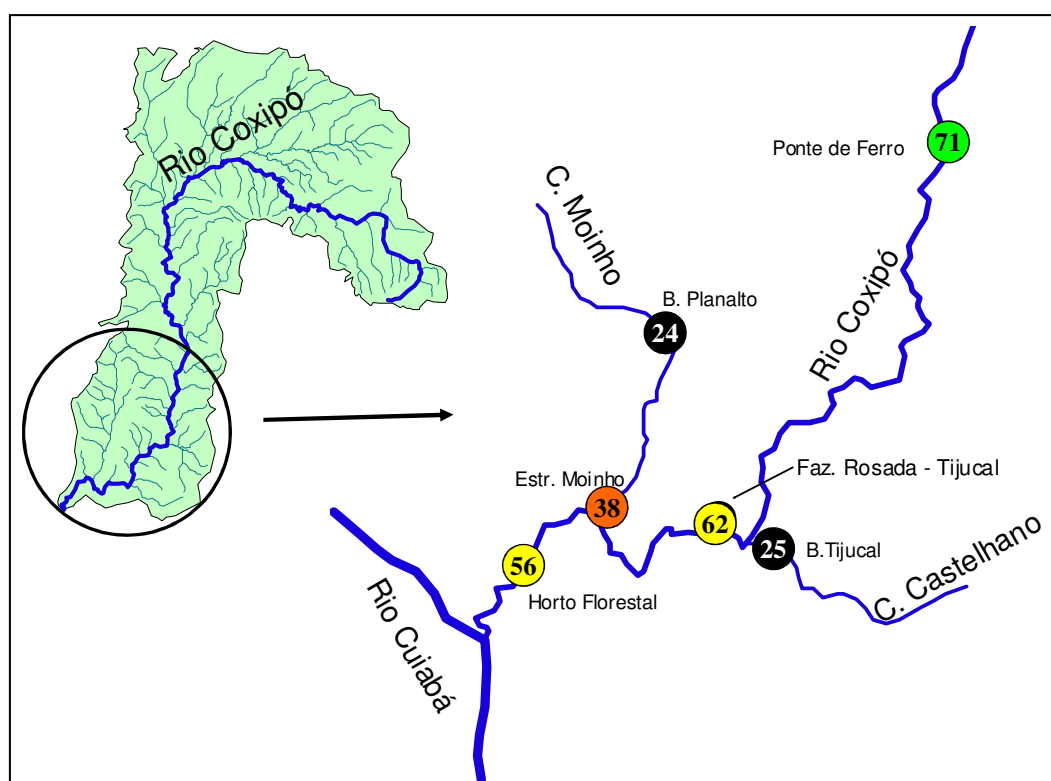 Rio Coxipó
71
Ponte de Ferro
C. Moinho
B. Planalto
24
Rio Coxipó
Faz. Rosada - Tijucal
Estr. Moinho
38
62
25
B.Tijucal
56
Horto Florestal
C. Castelhano
Rio Cuiabá